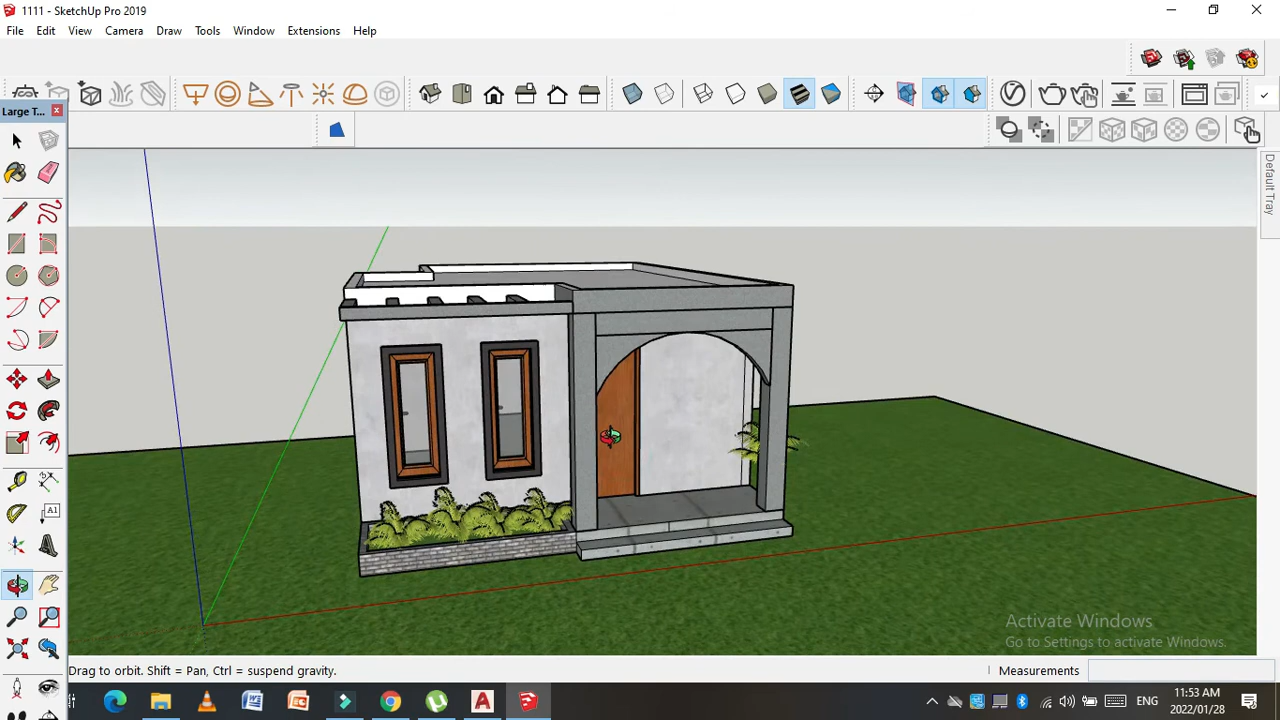 1111 - SketchUp Pro 2019
File Edit View Camera Draw Tools Window Extensions Help
Large T...
A1
Default Tray
Activate Windows
Go to Settings to activate Windows.
Drag to orbit. Shift = Pan, Ctrl = suspend gravity.
Measurements
ENG
11:53 AM
2022/01/28